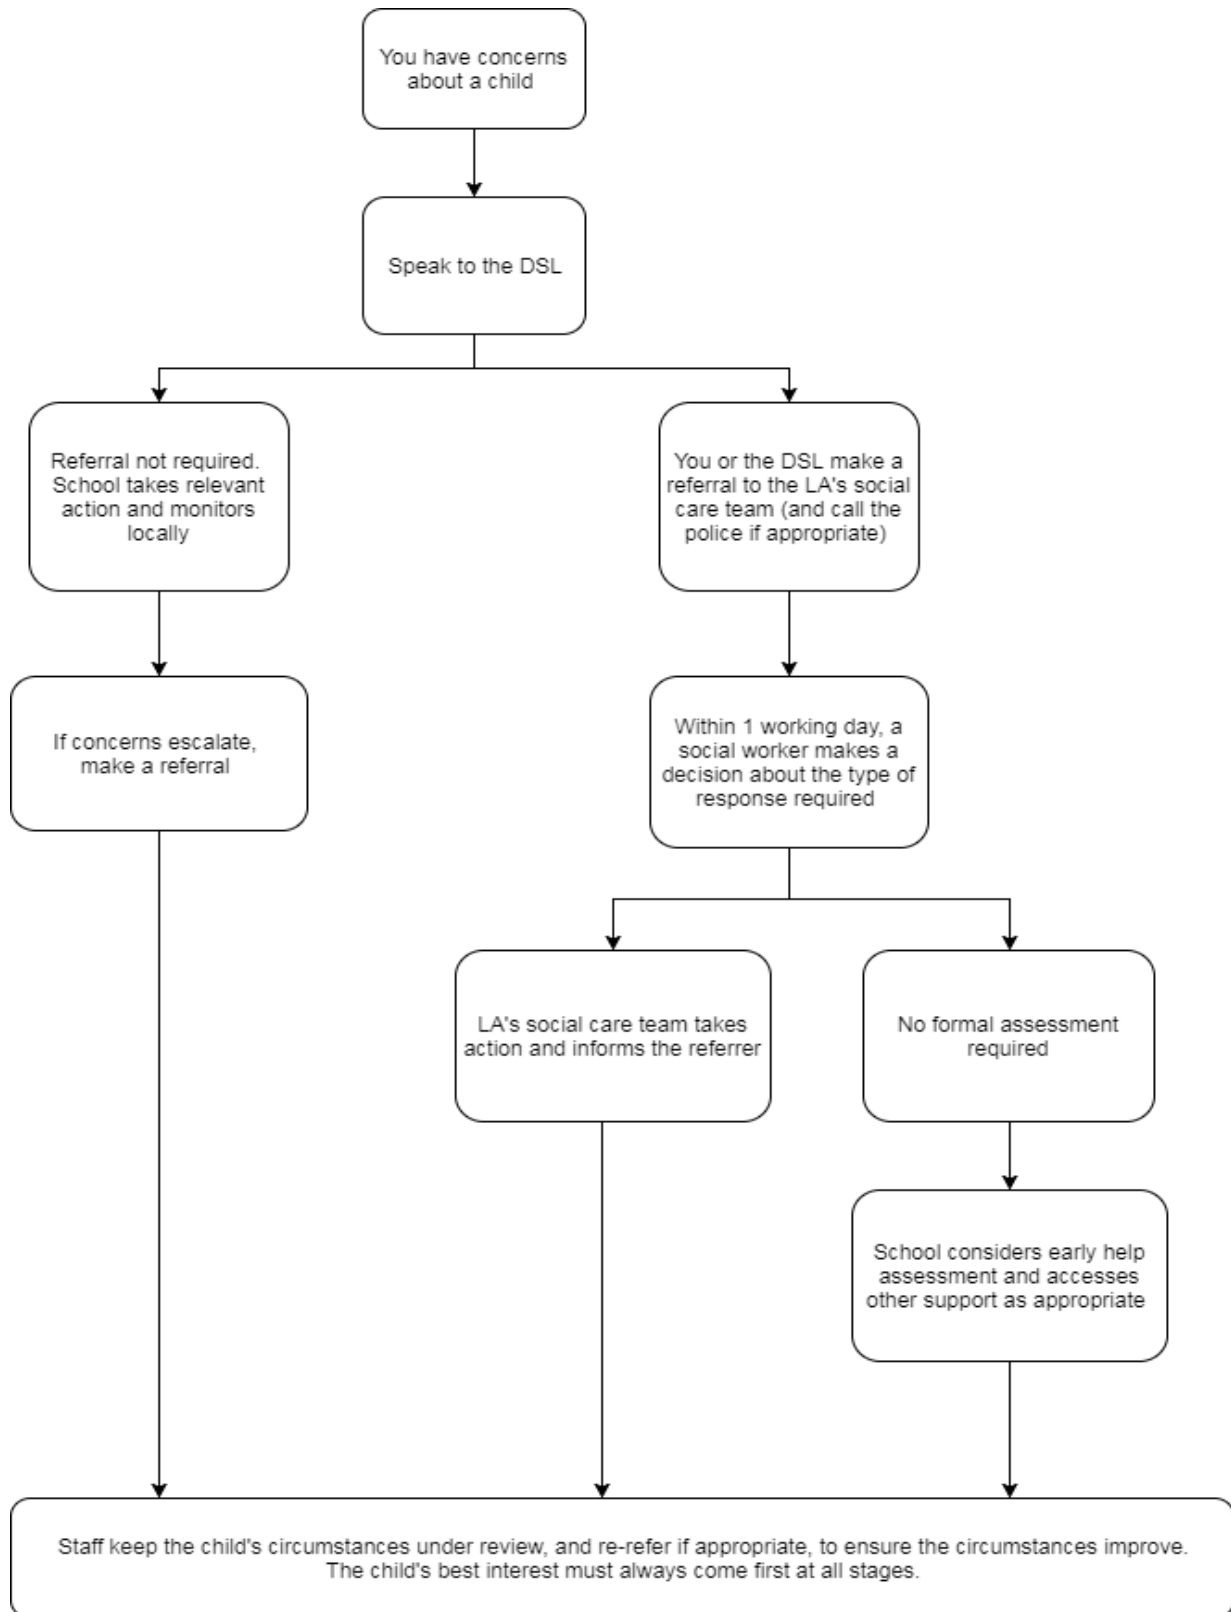 You have concerns
about a child
Speak to the DSL
Referral not required.
School takes relevant
action and monitors
locally
You or the DSL make a
referral to the LA's social
care team (and call the
police if appropriate)
If concerns escalate,
make a referral
Within 1 working day, a
social worker makes a
decision about the type of
response required
LA's social care team takes
action and informs the referrer
No formal assessment
required
School considers early help
assessment and accesses
other support as appropriate
Staff keep the child's circumstances under review, and re-refer if appropriate, to ensure the circumstances improve.
The child's best interest must always come first at all stages.